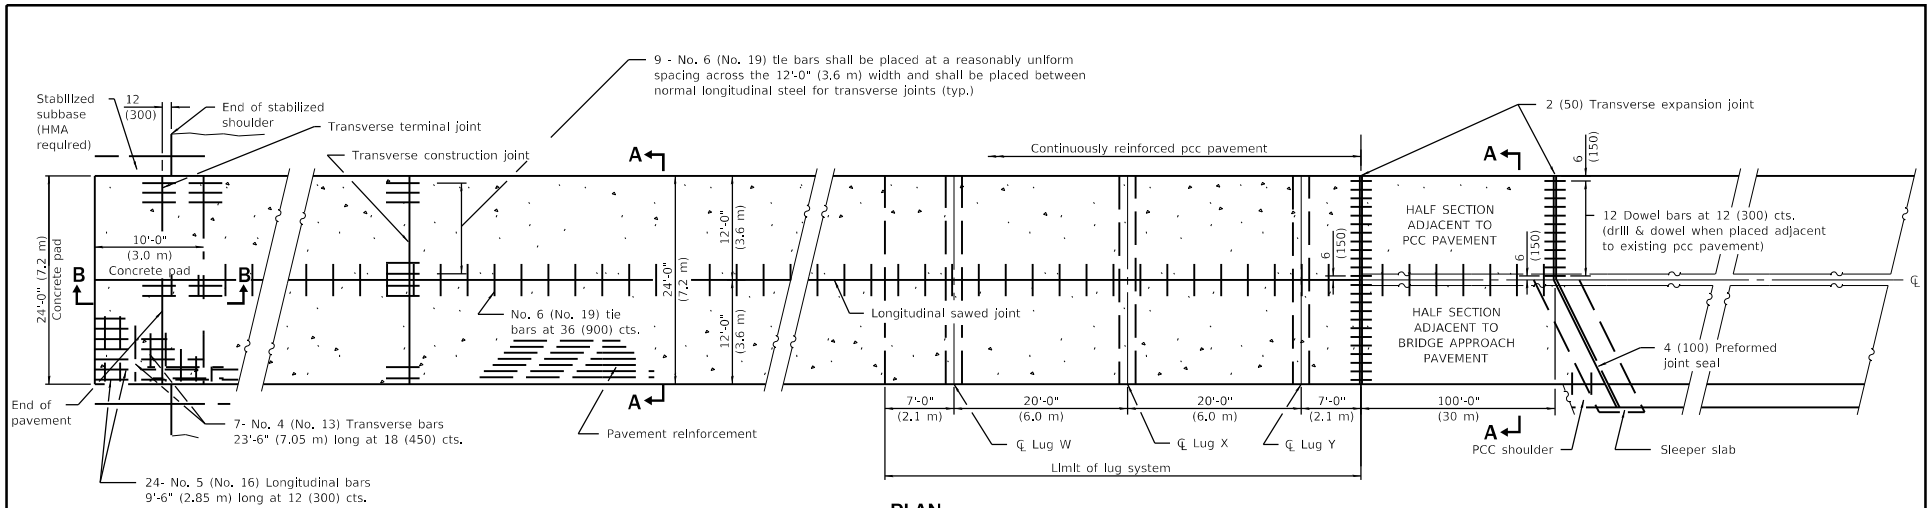 9 - No. 6 (No. 19) tie bars shall be placed at a reasonably uniform
spacing across the 12'-0" (3.6 m) width and shall be placed between
normal longitudinal steel for transverse joints (typ.)
Stabilized
subbase
(HMA
required)
12
(300)
End of stabilized
shoulder
Transverse terminal joint
Transverse construction joint
A
Continuously reinforced pcc pavement
2 (50) Transverse expansion joint
A
6
(150)
24'-0" (7.2 m)
Concrete pad
10'-0"
(3.0 m)
Concrete pad
B
B
12'-0"
(3.6 m)
24'-0"
(7.2 m)
12'-0"
(3.6 m)
No. 6 (No. 19) tie
bars at 36 (900) cts.
Longitudinal sawed joint
6
(150)
HALF SECTION
ADJACENT TO
PCC PAVEMENT
6
(150)
12 Dowel bars at 12 (300) cts.
(drill & dowel when placed adjacent
to existing pcc pavement)
℄
HALF SECTION
ADJACENT TO
BRIDGE APPROACH
PAVEMENT
4 (100) Preformed
joint seal
End of
pavement
A
7'-0"
(2.1 m)
20'-0"
(6.0 m)
20'-0"
(6.0 m)
7'-0"
(2.1 m)
100'-0"
(30 m)
7- No. 4 (No. 13) Transverse bars
23'-6" (7.05 m) long at 18 (450) cts.
Pavement reinforcement
℄ Lug W
℄ Lug X
℄ Lug Y
A
PCC shoulder
Sleeper slab
Limit of lug system
24- No. 5 (No. 16) Longitudinal bars
9'-6" (2.85 m) long at 12 (300) cts.
PLAN